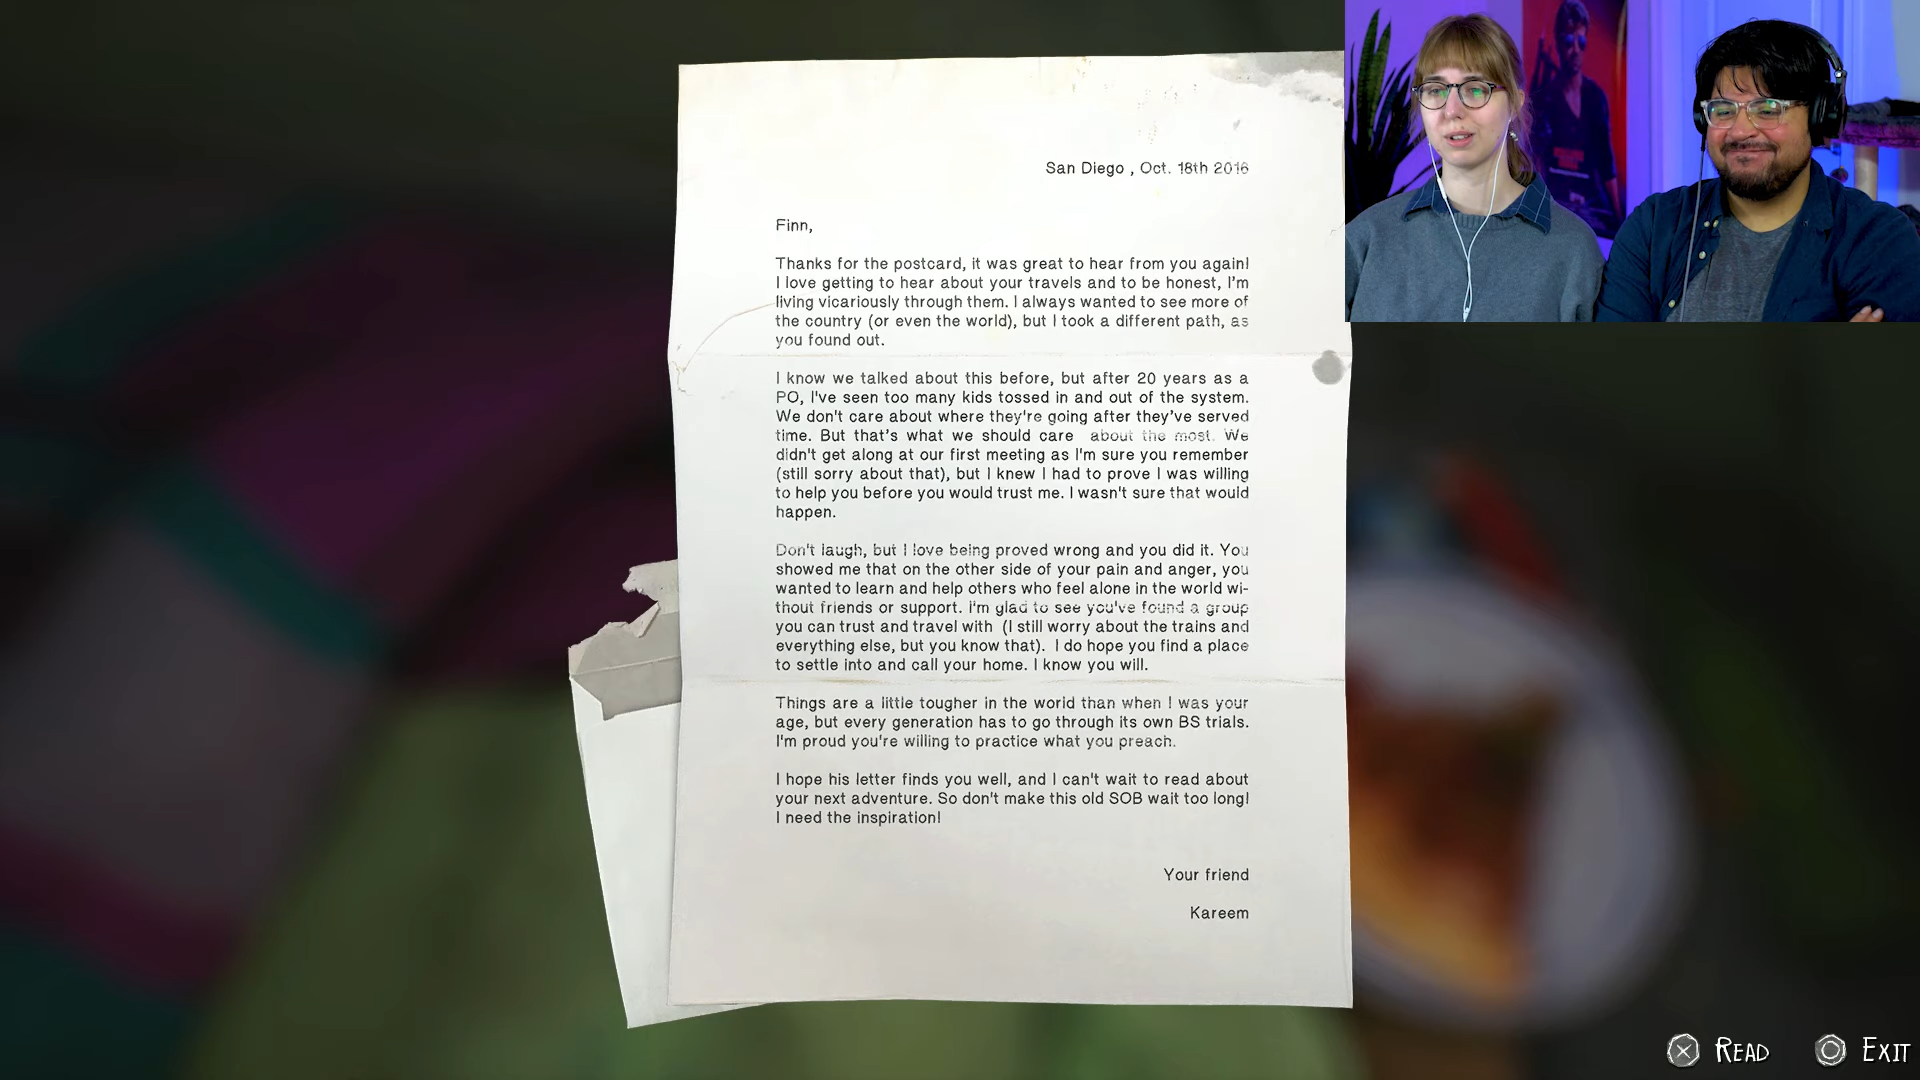 San Diego , Oct. 18th 2016
Finn,
Thanks for the postcard, it was great to hear from you again!
I love getting to hear about your travels and to be honest, I'm
living vicariously through them. I always wanted to see more of
the country (or even the world), but I took a different path, as
you found out.
I know we talked about this before, but after 20 years as a
PO, I've seen too many kids tossed in and out of the system.
We don't care about where they're going after they've served
time. But that's what we should care about the most. We
didn't get along at our first meeting as I'm sure you remember
(still sorry about that), but I knew I had to prove I was willing
to help you before you would trust me. I wasn't sure that would
happen.
Don't laugh, but I love being proved wrong and you did it. You
showed me that on the other side of your pain and anger, you
wanted to learn and help others who feel alone in the world wi-
thout friends or support. I'm glad to see you've found a group
you can trust and travel with (I still worry about the trains and
everything else, but you know that). I do hope you find a place
to settle into and call your home. I know you will.
Things are a little tougher in the world than when I was your
age, but every generation has to go through its own BS trials.
I'm proud you're willing to practice what you preach.
I hope his letter finds you well, and I can't wait to read about
your next adventure. So don't make this old SOB wait too long!
I need the inspiration!
Your friend
Kareem
READ EXIT